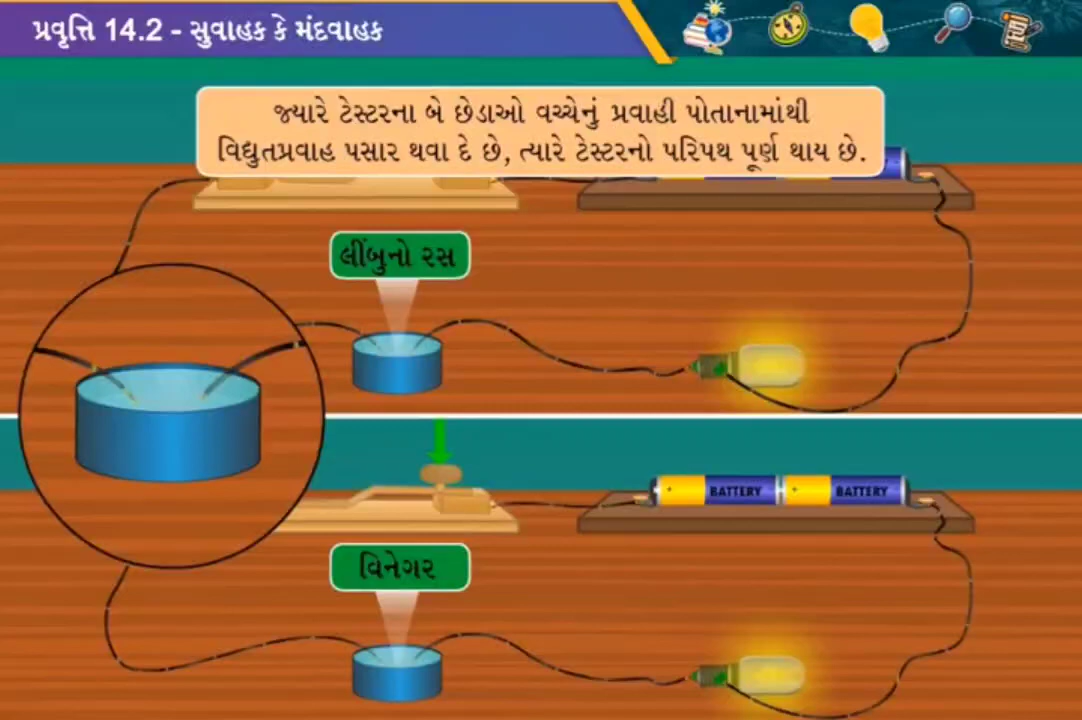 પ્રવૃત્તિ 14.2 - સુવાહક કે મંદવાહક
જ્યારે ટેસ્ટરના બે છેડાઓ વચ્ચેનું પ્રવાહી પોતાનામાંથી
વિદ્યુતપ્રવાહ પસાર થવા દે છે, ત્યારે ટેસ્ટરનો પરિપથ પૂર્ણ થાય છે.
લીંબુનો રસ
BATTERY BATTERY
વિનેગર